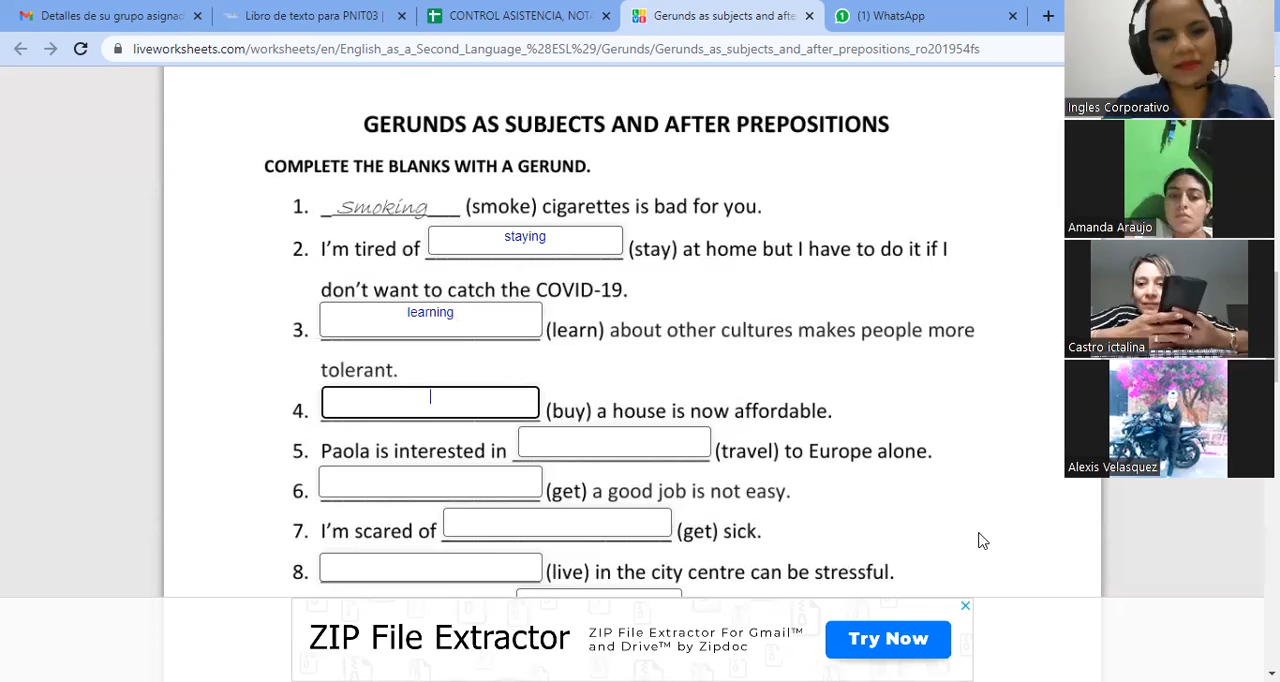 Detalles de su grupo asignad
Libro de texto para PNIT03 |
CONTROL ASISTENCIA, NOTA
Gerunds as subjects and afte
(1) WhatsApp
liveworksheets.com/worksheets/en/English_as_a_Second_Language_%28ESL%29/Gerunds/Gerunds_as_subjects_and_after_prepositions_ro201954fs
GERUNDS AS SUBJECTS AND AFTER PREPOSITIONS
COMPLETE THE BLANKS WITH A GERUND.
1. _Smoking___ (smoke) cigarettes is bad for you.
2. I'm tired of staying (stay) at home but I have to do it if I
don't want to catch the COVID-19.
3. learning (learn) about other cultures makes people more
tolerant.
4. (buy) a house is now affordable.
5. Paola is interested in (travel) to Europe alone.
6. (get) a good job is not easy.
7. I'm scared of (get) sick.
8. (live) in the city centre can be stressful.
ZIP File Extractor
ZIP File Extractor For Gmail™
and Drive™ by Zipdoc
Try Now
Ingles Corporativo
Amanda Araujo
Castro ictalina
Alexis Velasquez